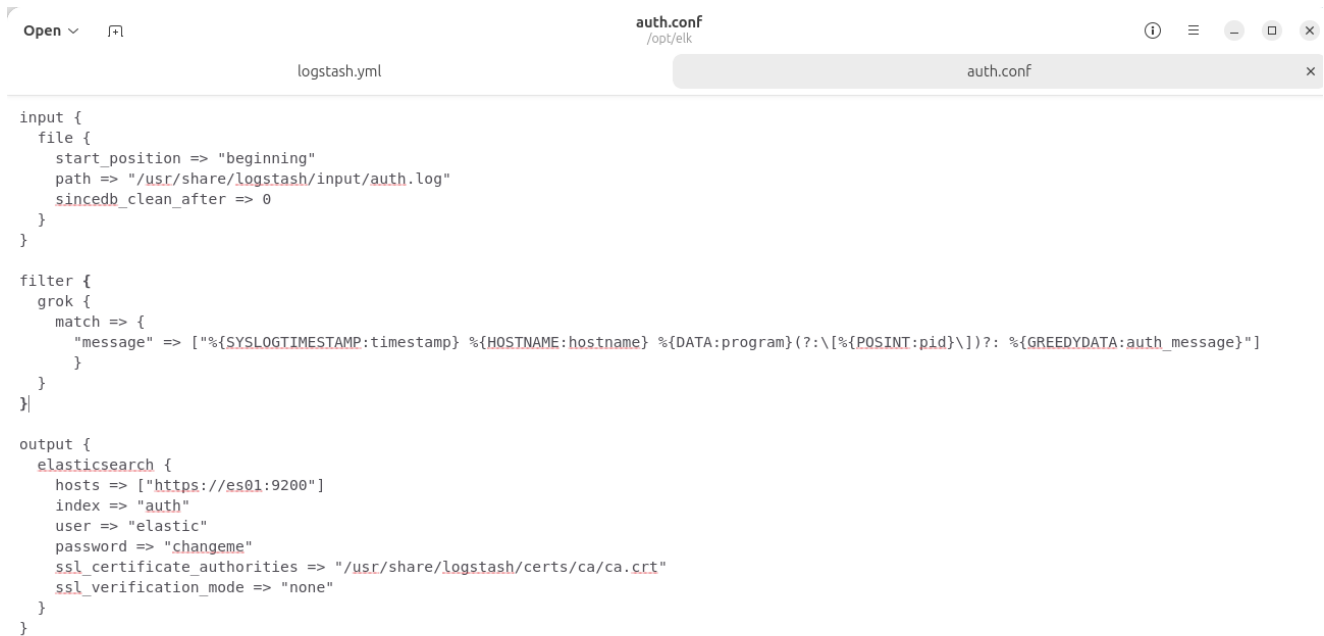 Open
auth.conf
/opt/elk
logstash.yml
auth.conf
input {
  file {
    start_position => "beginning"
    path => "/usr/share/logstash/input/auth.log"
    sincedb_clean_after => 0
  }
}

filter {
  grok {
    match => {
      "message" => ["%{SYSLOGTIMESTAMP:timestamp} %{HOSTNAME:hostname} %{DATA:program}(?:\[%{POSINT:pid}\])?: %{GREEDYDATA:auth_message}"]
      }
  }
}

output {
  elasticsearch {
    hosts => ["https://es01:9200"]
    index => "auth"
    user => "elastic"
    password => "changeme"
    ssl_certificate_authorities => "/usr/share/logstash/certs/ca/ca.crt"
    ssl_verification_mode => "none"
  }
}